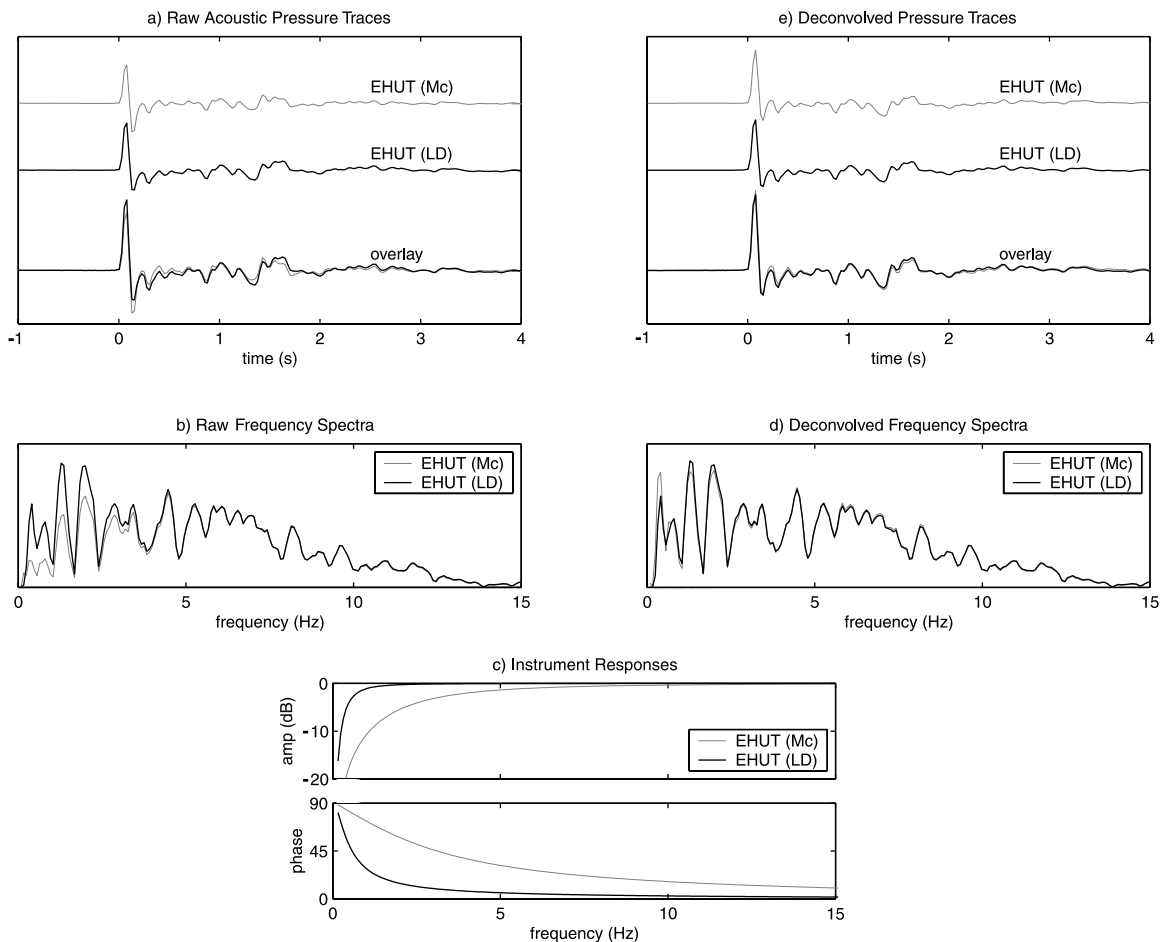 a) Raw Acoustic Pressure Traces
EHUT (Mc)
EHUT (LD)
overlay
-1 0 1 2 3 4
time (s)
e) Deconvolved Pressure Traces
EHUT (Mc)
EHUT (LD)
overlay
-1 0 1 2 3 4
time (s)
b) Raw Frequency Spectra
EHUT (Mc)
EHUT (LD)
0 5 10 15
frequency (Hz)
d) Deconvolved Frequency Spectra
EHUT (Mc)
EHUT (LD)
0 5 10 15
frequency (Hz)
c) Instrument Responses
0
-10
-20
amp (dB)
EHUT (Mc)
EHUT (LD)
90
45
0
phase
0 5 10 15
frequency (Hz)